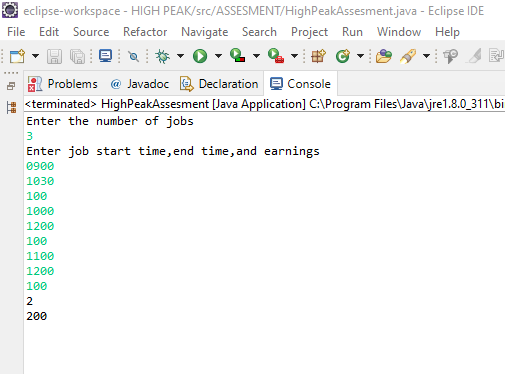 eclipse-workspace - HIGH PEAK/src/ASSESMENT/HighPeakAssesment.java - Eclipse IDE
File Edit Source Refactor Navigate Search Project Run Window Help
Problems @ Javadoc Declaration Console
<terminated> HighPeakAssesment [Java Application] C:\Program Files\Java\jre1.8.0_311\bi
Enter the number of jobs
3
Enter job start time,end time,and earnings
0900
1030
100
1000
1200
100
1100
1200
100
2
200